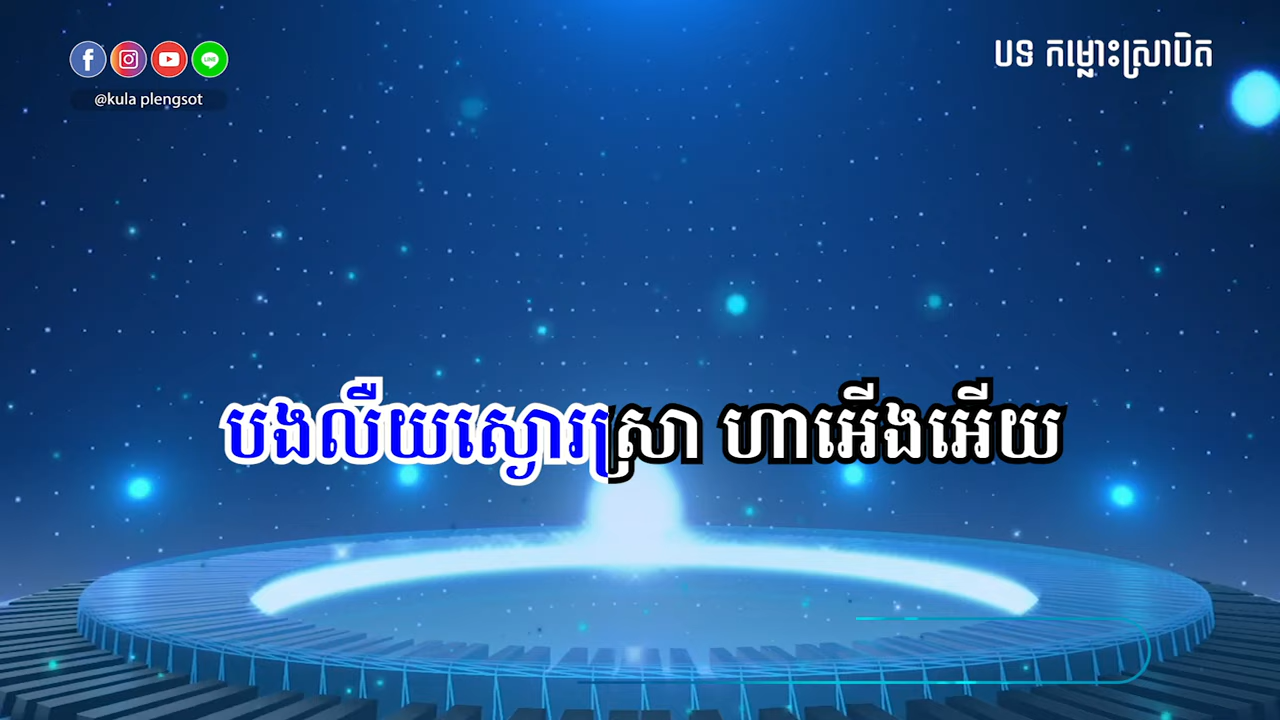 @kula plengsot
បទ កម្លោះស្រាបិត
បងលឺយស្ងោរស្រា ហាអើងអើយ